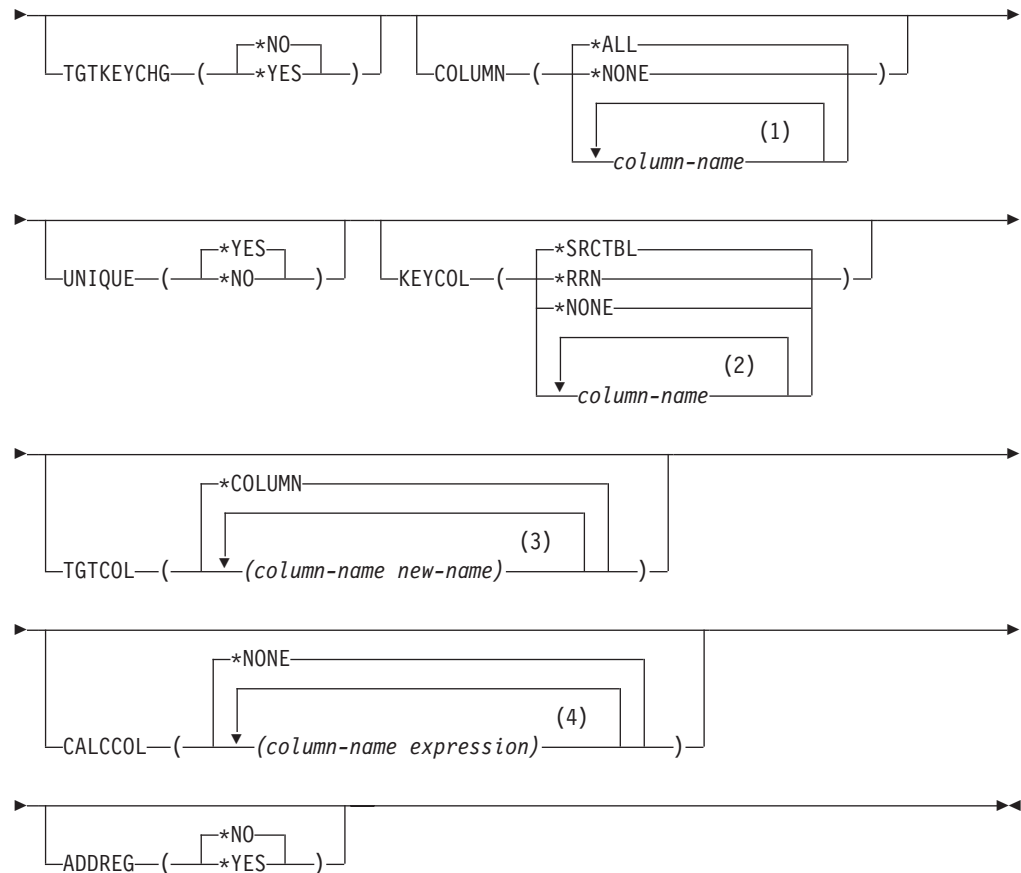 *NO *ALL
TGTKEYCHG ( *YES ) COLUMN ( *NONE )
(1)
column-name
*YES *SRCTBL
UNIQUE ( *NO ) KEYCOL ( *RRN )
*NONE
(2)
column-name
*COLUMN
(3)
TGTCOL ( (column-name new-name) )
*NONE
(4)
CALCCOL ( (column-name expression) )
*NO
ADDREG ( *YES )